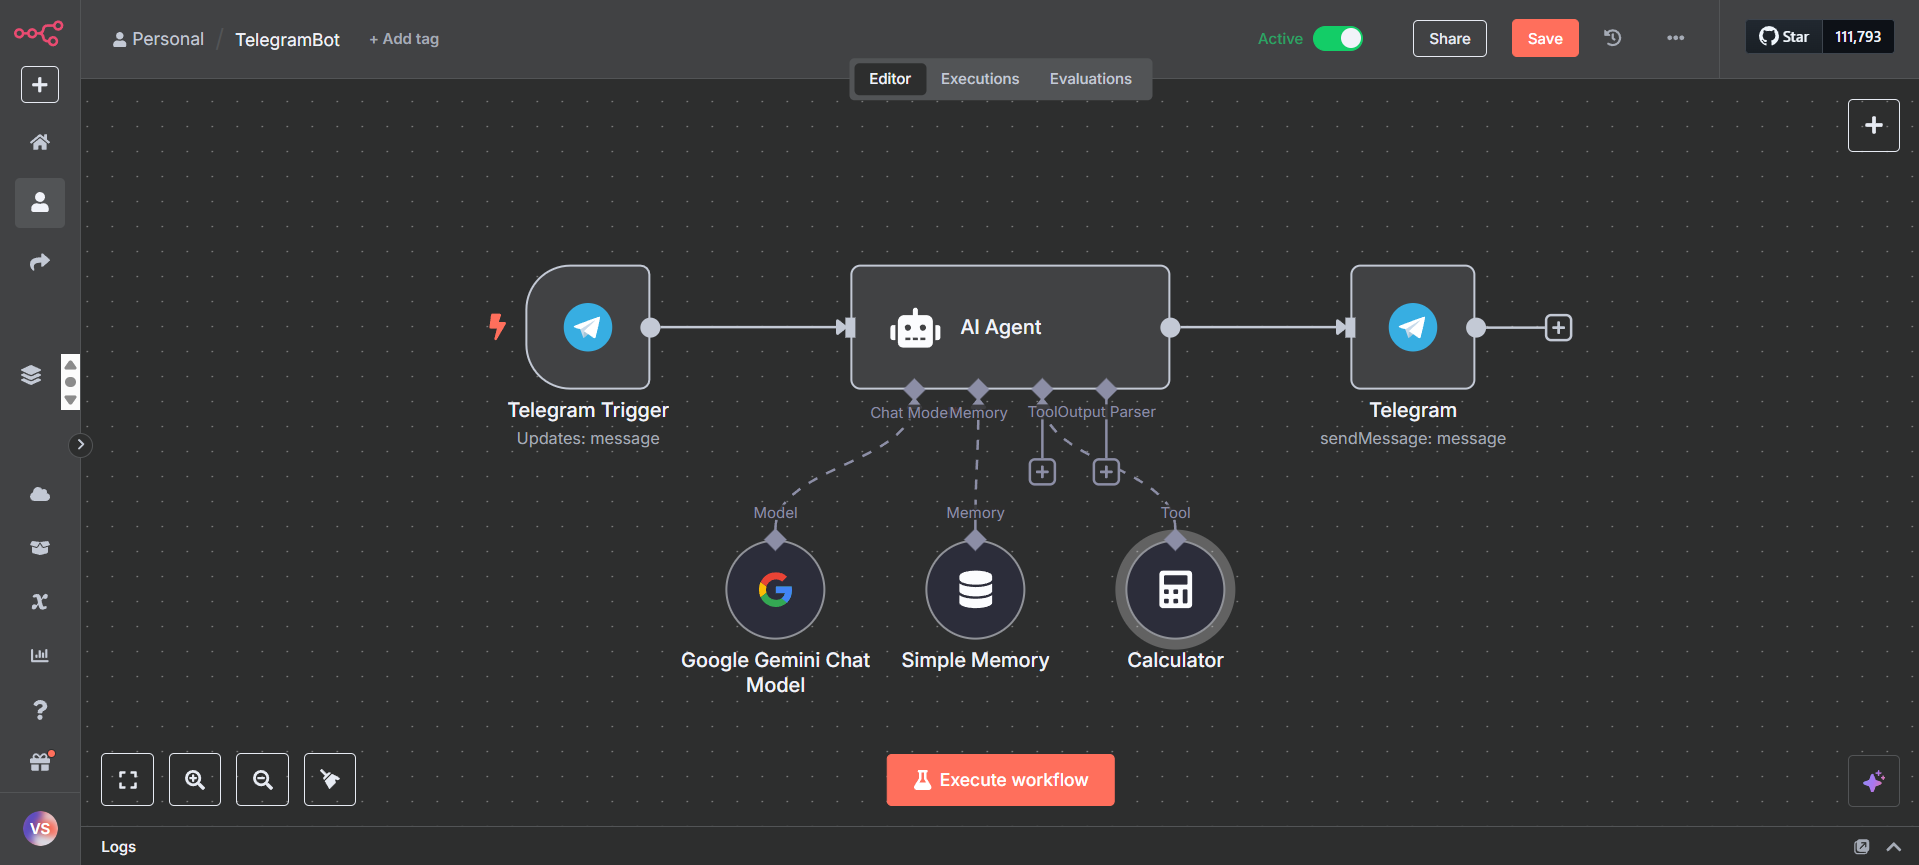 Personal / TelegramBot + Add tag
Active
Share
Save
Star 111,793
Editor Executions Evaluations
AI Agent
Telegram Trigger
Updates: message
Chat Mode Memory Tool Output Parser
Telegram
sendMessage: message
Model
Memory
Tool
Google Gemini Chat
Model
Simple Memory
Calculator
Execute workflow
VS
Logs